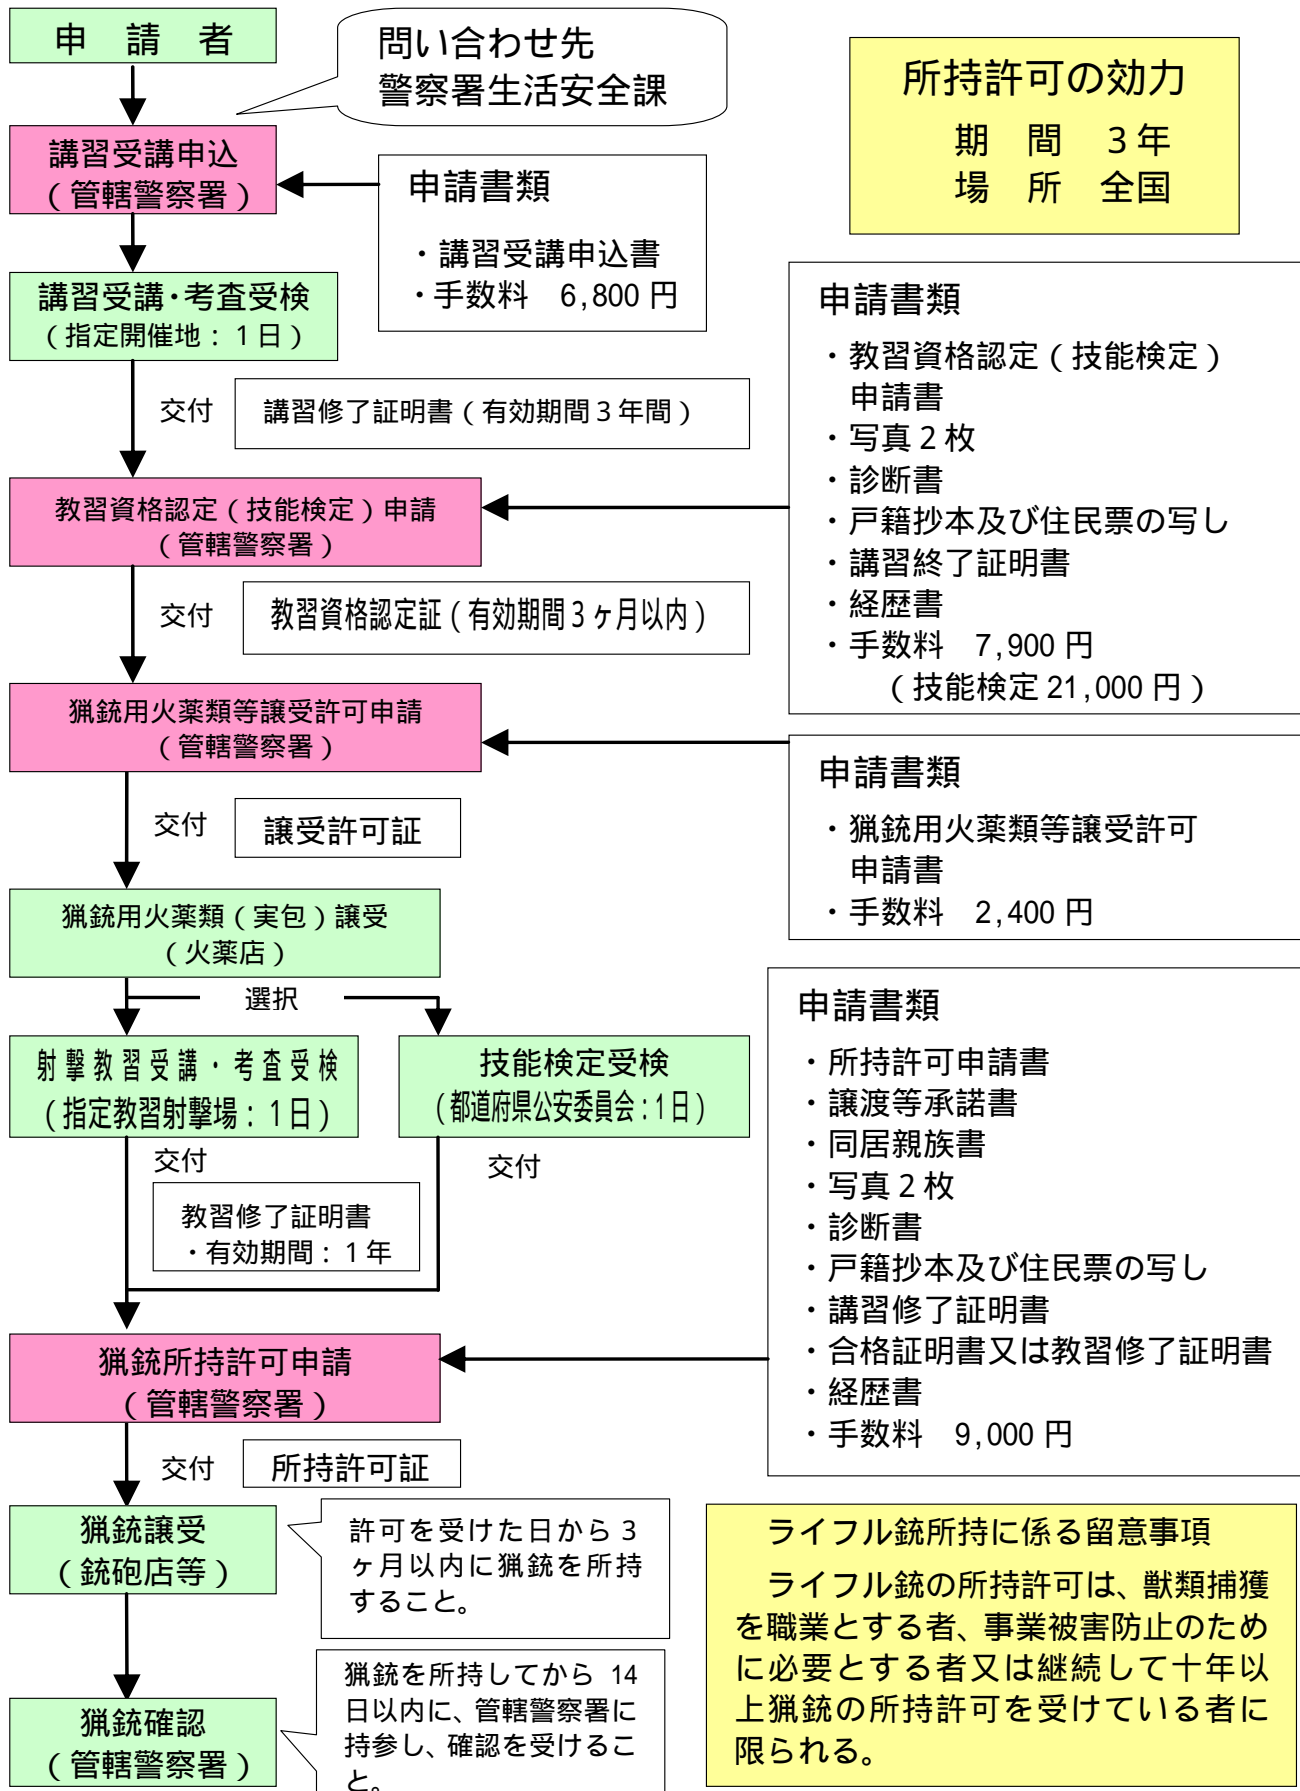 申 請 者
問い合わせ先
警察署生活安全課
所持許可の効力
期 間 3年
場 所 全国
講習受講申込
(管轄警察署)
申請書類
・講習受講申込書
・手数料 6,800円
講習受講・考査受検
(指定開催地:1日)
交付
講習修了証明書(有効期間3年間)
申請書類
・教習資格認定(技能検定)
申請書
・写真2枚
・診断書
・戸籍抄本及び住民票の写し
・講習終了証明書
・経歴書
・手数料 7,900円
(技能検定21,000円)
教習資格認定(技能検定)申請
(管轄警察署)
交付
教習資格認定証(有効期間3ヶ月以内)
猟銃用火薬類等譲受許可申請
(管轄警察署)
申請書類
・猟銃用火薬類等譲受許可
申請書
・手数料 2,400円
交付
譲受許可証
猟銃用火薬類(実包)譲受
(火薬店)
選択
射撃教習受講・考査受検
(指定教習射撃場:1日)
技能検定受検
(都道府県公安委員会:1日)
交付
交付
教習修了証明書
・有効期間:1年
申請書類
・所持許可申請書
・譲渡等承諾書
・同居親族書
・写真2枚
・診断書
・戸籍抄本及び住民票の写し
・講習修了証明書
・合格証明書又は教習修了証明書
・経歴書
・手数料 9,000円
猟銃所持許可申請
(管轄警察署)
交付
所持許可証
猟銃譲受
(銃砲店等)
許可を受けた日から3
ヶ月以内に猟銃を所持
すること。
猟銃確認
(管轄警察署)
猟銃を所持してから 14
日以内に、管轄警察署に
持参し、確認を受けるこ
と。
ライフル銃所持に係る留意事項
ライフル銃の所持許可は、獣類捕獲
を職業とする者、事業被害防止のため
に必要とする者又は継続して十年以
上猟銃の所持許可を受けている者に
限られる。